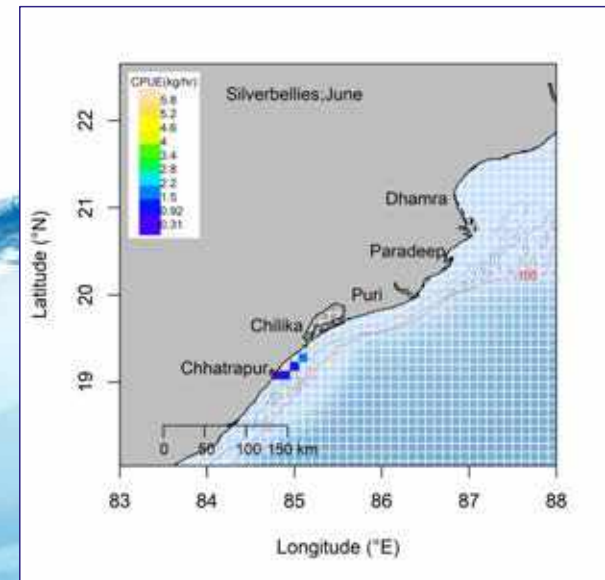 CPUE(kg/hr)
5.8
5.2
4.6
4
3.4
2.8
2.2
1.5
0.92
0.31
Silverbellies;June
Dhamra
Paradeep
Puri
Chilika
Chhatrapur
100
0 50 100 150 km
22
21
20
19
Latitude (°N)
83 84 85 86 87 88
Longitude (°E)